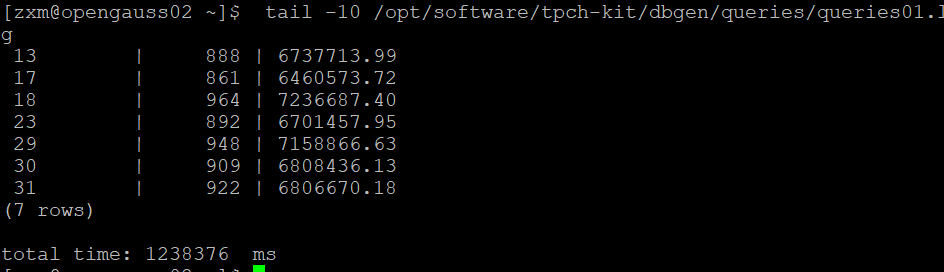 [zxm@opengauss02 ~]$  tail -10 /opt/software/tpch-kit/dbgen/queries/queries01.l
g
 13         |     888 | 6737713.99
 17         |     861 | 6460573.72
 18         |     964 | 7236687.40
 23         |     892 | 6701457.95
 29         |     948 | 7158866.63
 30         |     909 | 6808436.13
 31         |     922 | 6806670.18
(7 rows)

total time: 1238376  ms